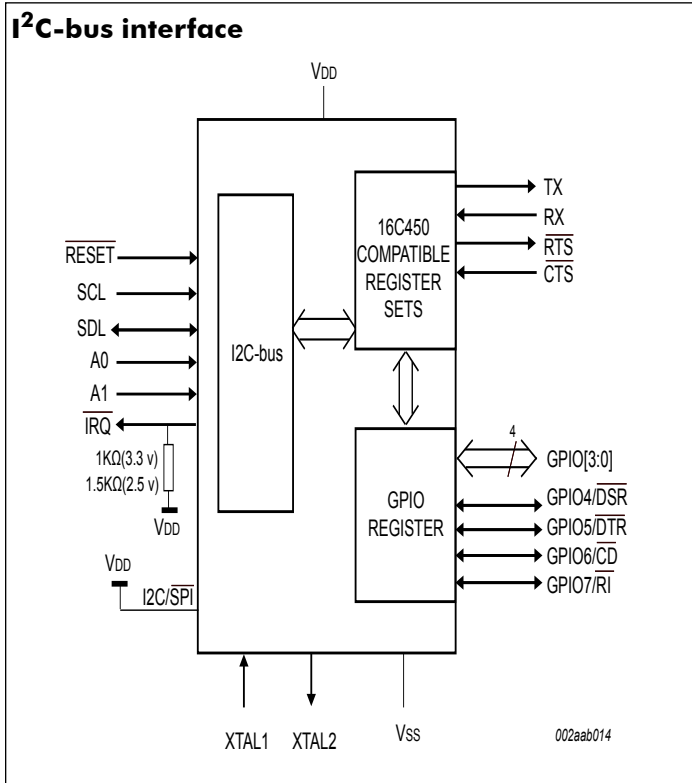 I²C-bus interface
VDD
RESET
SCL
SDL
A0
A1
IRQ
1KΩ(3.3 v)
1.5KΩ(2.5 v)
VDD
VDD
I2C/SPI
I2C-bus
16C450
COMPATIBLE
REGISTER
SETS
GPIO
REGISTER
TX
RX
RTS
CTS
4
GPIO[3:0]
GPIO4/DSR
GPIO5/DTR
GPIO6/CD
GPIO7/RI
XTAL1
XTAL2
VSS
002aab014